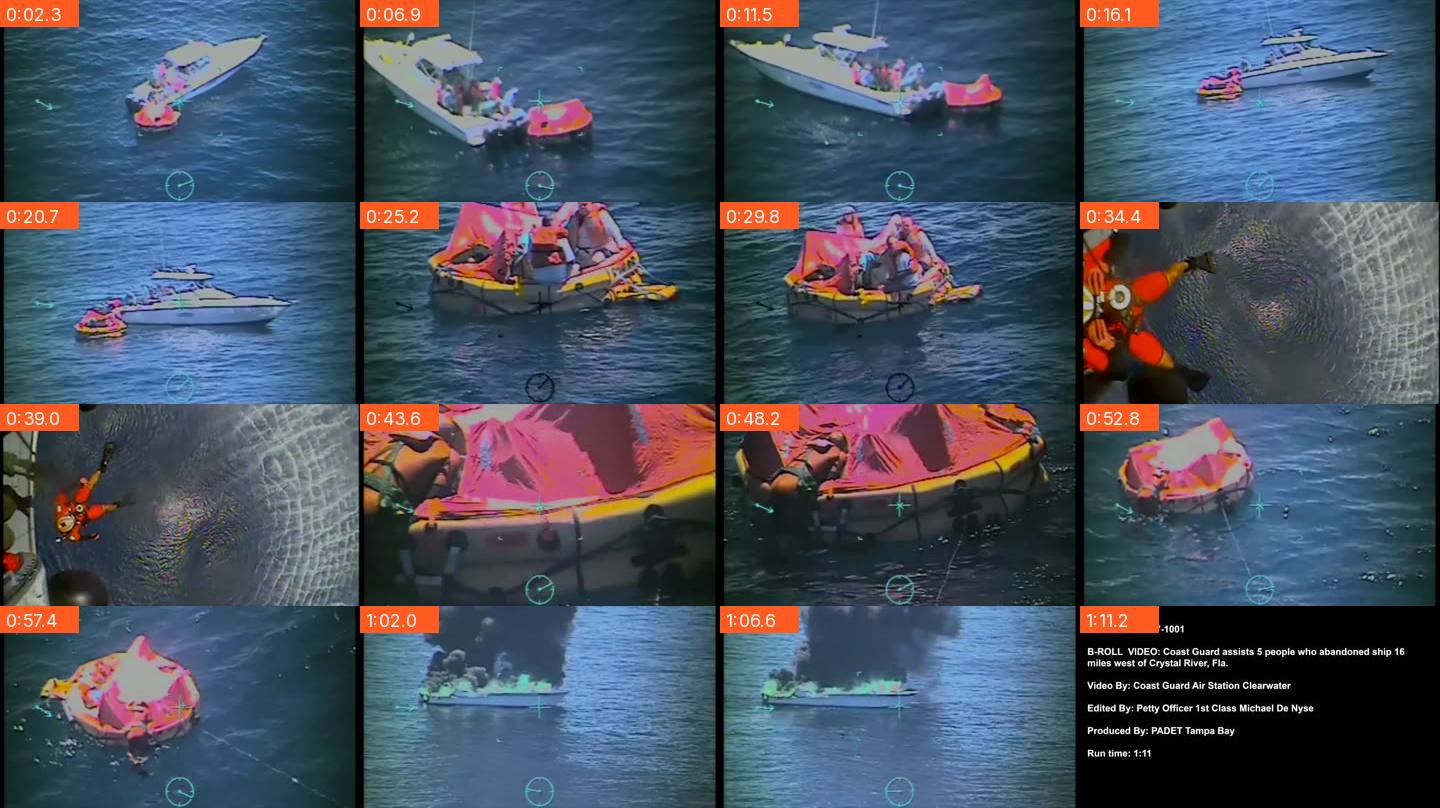 0:02.3
0:06.9
0:11.5
0:16.1
0:20.7
0:25.2
0:29.8
0:34.4
0:39.0
0:43.6
0:48.2
0:52.8
0:57.4
1:02.0
1:06.6
1:11.2
-1001
B-ROLL VIDEO: Coast Guard assists 5 people who abandoned ship 16
miles west of Crystal River, Fla.
Video By: Coast Guard Air Station Clearwater
Edited By: Petty Officer 1st Class Michael De Nyse
Produced By: PADET Tampa Bay
Run time: 1:11